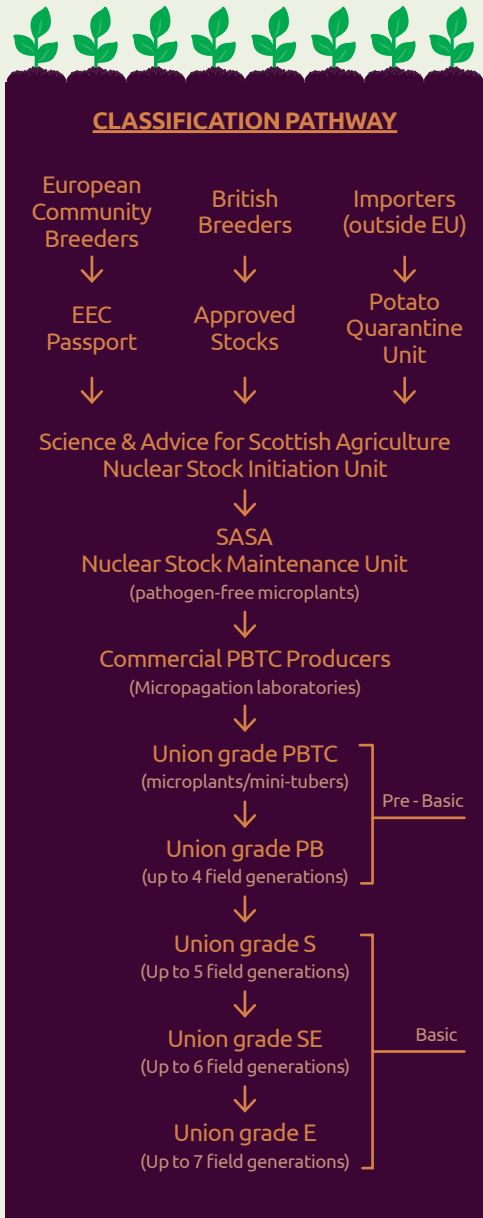 CLASSIFICATION PATHWAY
European
Community
Breeders
British
Breeders
Importers
(outside EU)
EEC
Passport
Approved
Stocks
Potato
Quarantine
Unit
Science & Advice for Scottish Agriculture
Nuclear Stock Initiation Unit
SASA
Nuclear Stock Maintenance Unit
(pathogen-free microplants)
Commercial PBTC Producers
(Micropagation laboratories)
Union grade PBTC
(microplants/mini-tubers)
Pre - Basic
Union grade PB
(up to 4 field generations)
Union grade S
(Up to 5 field generations)
Union grade SE
(Up to 6 field generations)
Basic
Union grade E
(Up to 7 field generations)